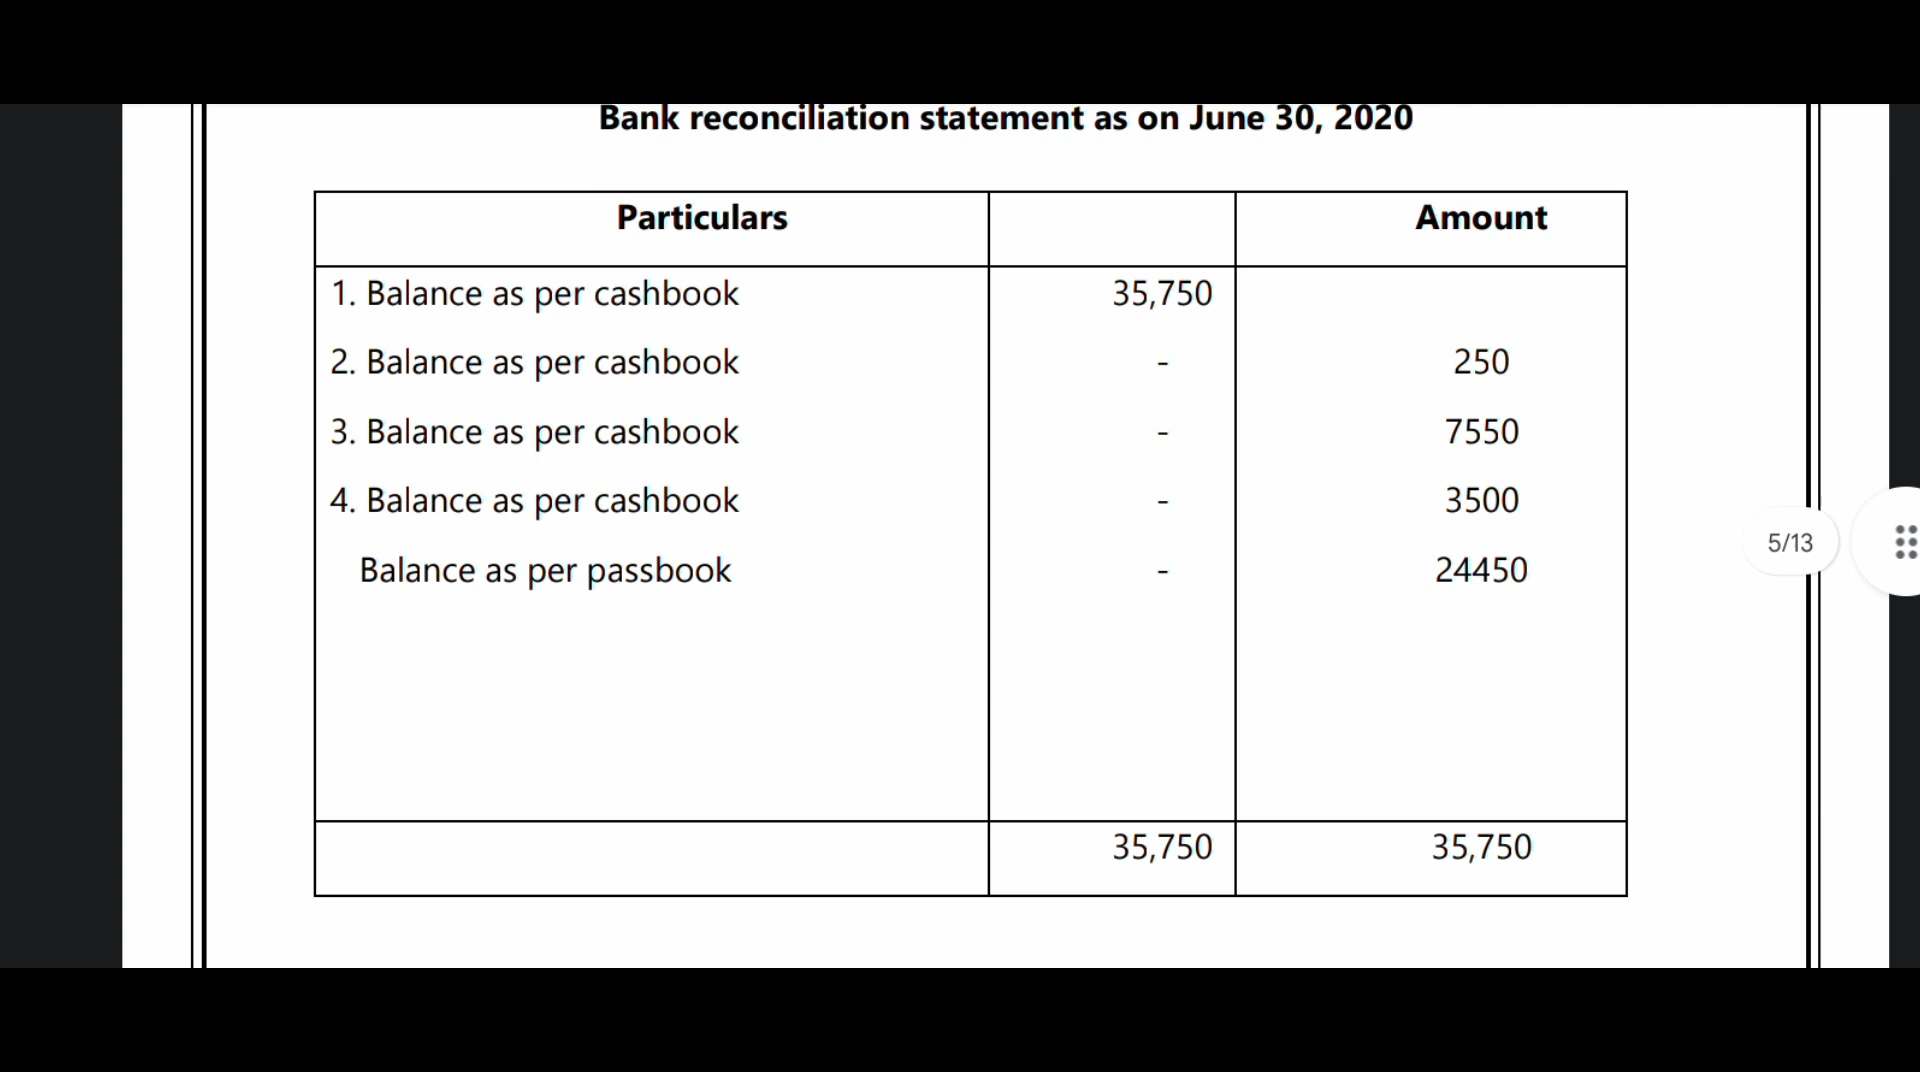 Bank reconciliation statement as on June 30, 2020
Particulars Amount
1. Balance as per cashbook 35,750
2. Balance as per cashbook - 250
3. Balance as per cashbook - 7550
4. Balance as per cashbook - 3500
Balance as per passbook - 24450
35,750 35,750
5/13